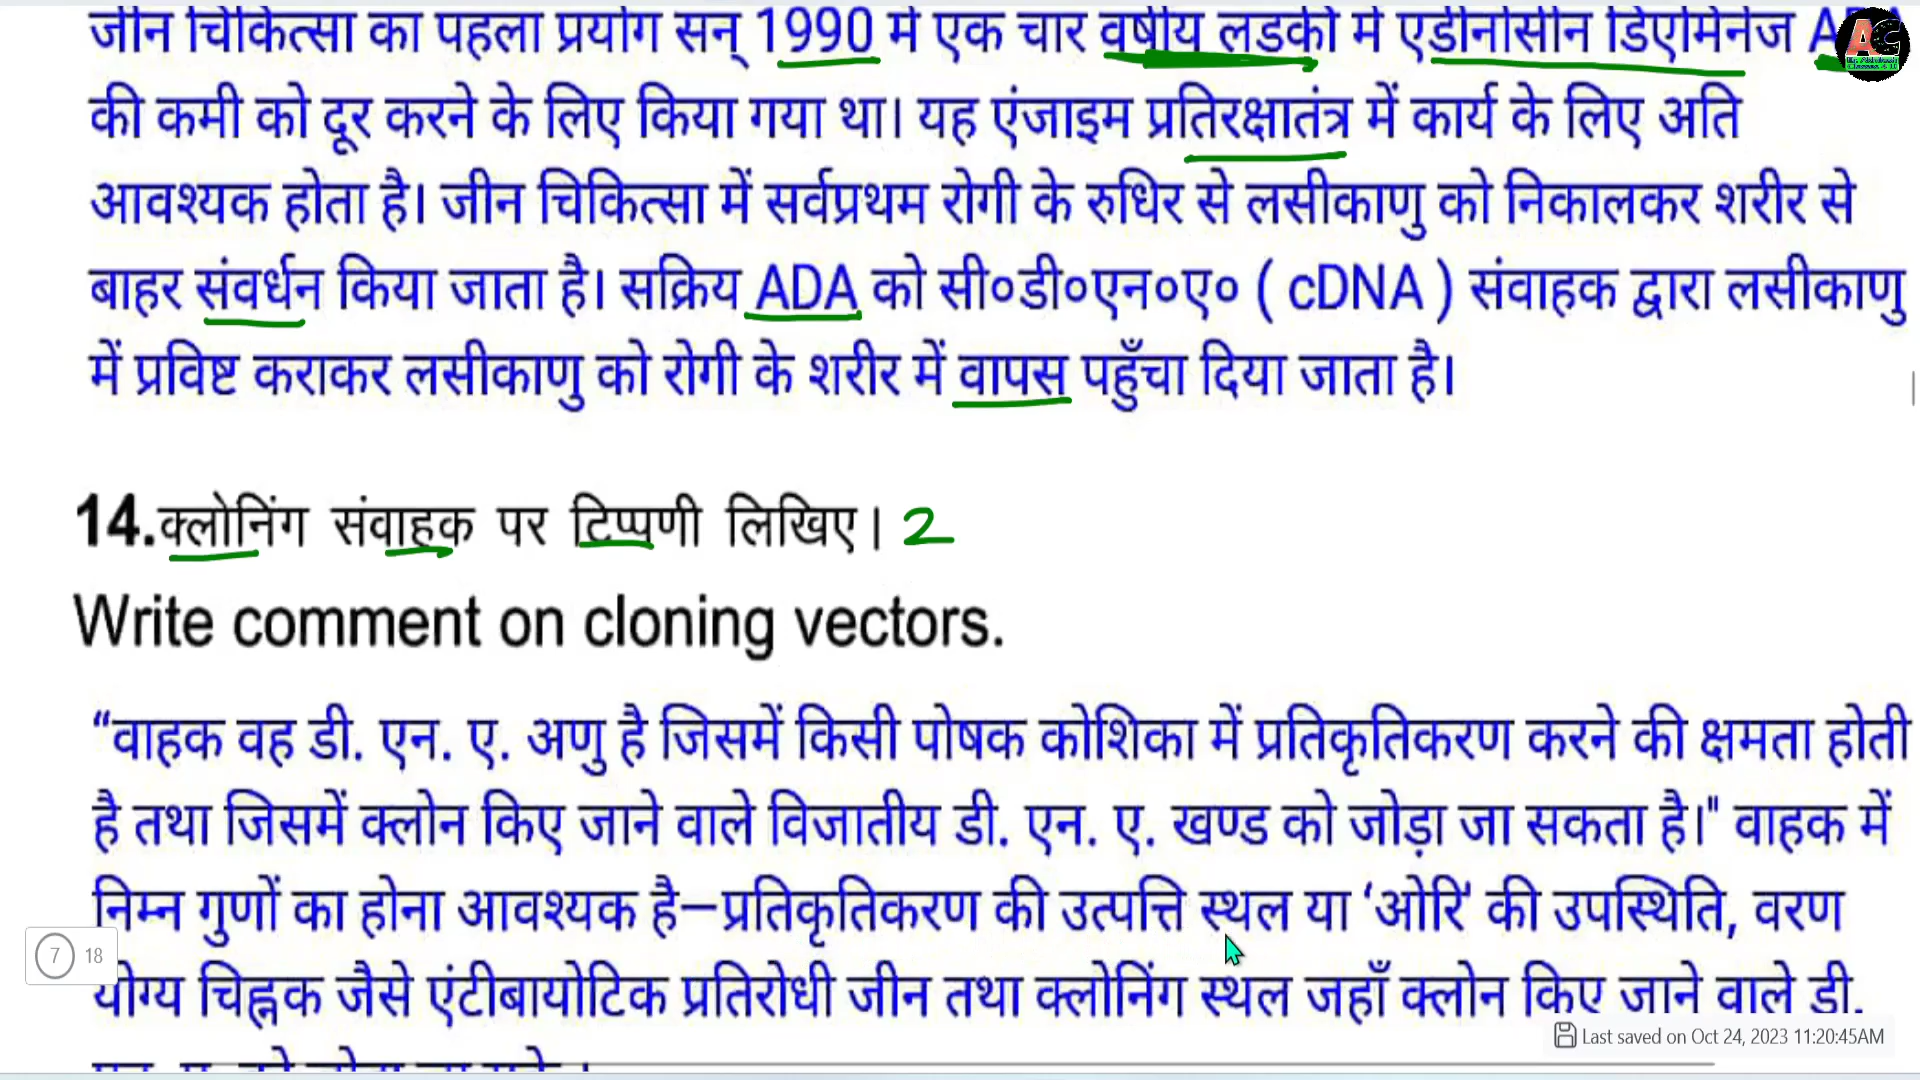 जीन चिकित्सा का पहला प्रयोग सन् 1990 में एक चार वर्षीय लडकी में एडीनोसीन डिएमिनेज
AC
की कमी को दूर करने के लिए किया गया था। यह एंजाइम प्रतिरक्षातंत्र में कार्य के लिए अति
आवश्यक होता है। जीन चिकित्सा में सर्वप्रथम रोगी के रुधिर से लसीकाणु को निकालकर शरीर से
बाहर संवर्धन किया जाता है। सक्रिय ADA को सी०डी०एन०ए० ( cDNA ) संवाहक द्वारा लसीकाणु
में प्रविष्ट कराकर लसीकाणु को रोगी के शरीर में वापस पहुँचा दिया जाता है।
14.क्लोनिंग संवाहक पर टिप्पणी लिखिए। 2
Write comment on cloning vectors.
“वाहक वह डी. एन. ए. अणु है जिसमें किसी पोषक कोशिका में प्रतिकृतिकरण करने की क्षमता होती
है तथा जिसमें क्लोन किए जाने वाले विजातीय डी. एन. ए. खण्ड को जोड़ा जा सकता है।" वाहक में
निम्न गुणों का होना आवश्यक है–प्रतिकृतिकरण की उत्पत्ति स्थल या ‘ओरि' की उपस्थिति, वरण
7 18
योग्य चिह्नक जैसे एंटीबायोटिक प्रतिरोधी जीन तथा क्लोनिंग स्थल जहाँ क्लोन किए जाने वाले डी.
Last saved on Oct 24, 2023 11:20:45AM